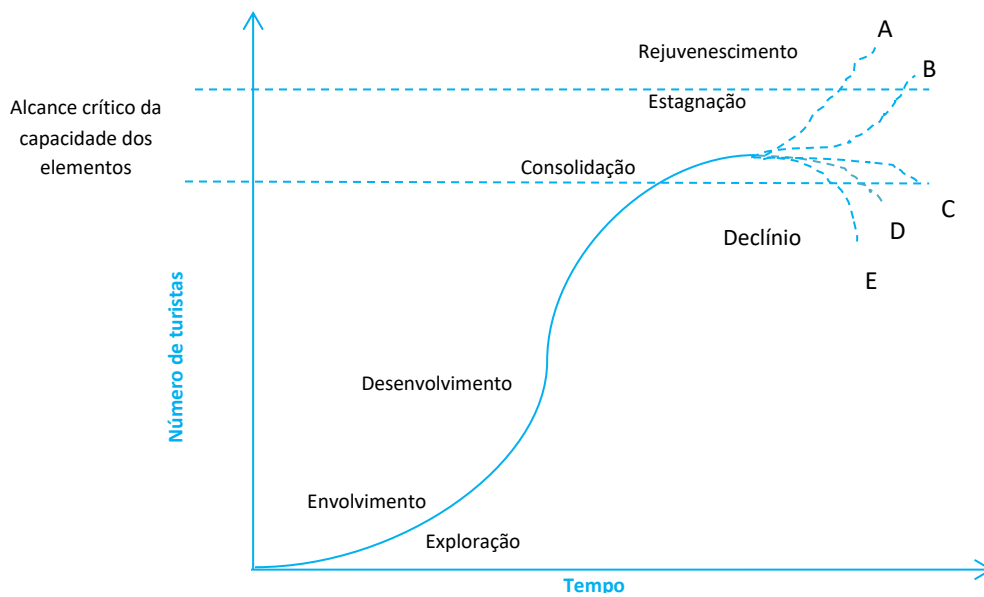 A
Rejuvenescimento
B
Alcance crítico da
capacidade dos
elementos
Estagnação
Consolidação
C
Declínio
D
E
Número de turistas
Desenvolvimento
Envolvimento
Exploração
Tempo